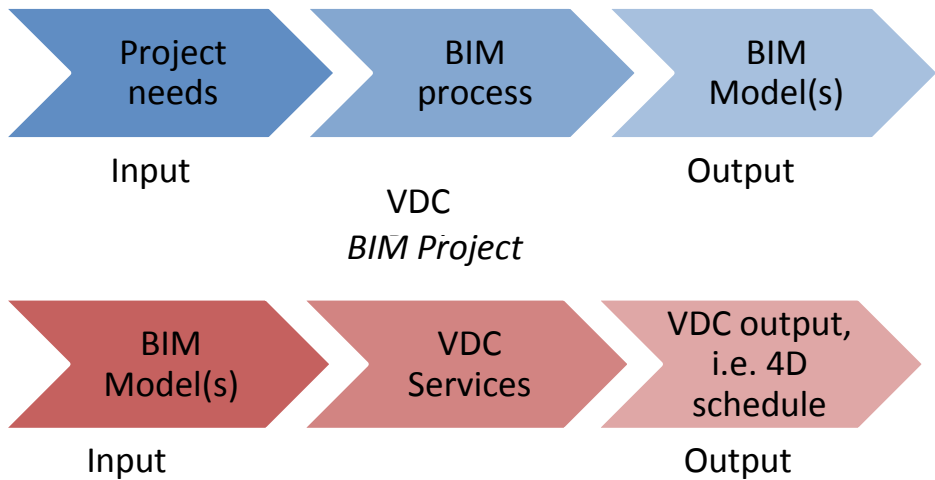 Project
needs
BIM
process
BIM
Model(s)
Input
Output
VDC
BIM Project
BIM
Model(s)
VDC
Services
VDC output,
i.e. 4D
schedule
Input
Output